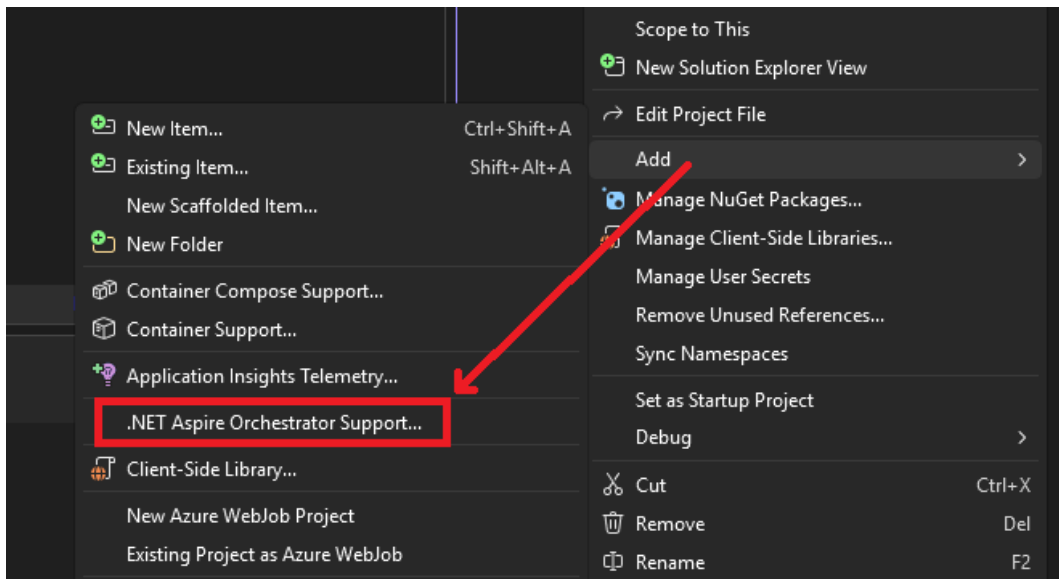 Scope to This
New Solution Explorer View
Edit Project File
Add
Manage NuGet Packages...
Manage Client-Side Libraries...
Manage User Secrets
Remove Unused References...
Sync Namespaces
Set as Startup Project
Debug
Cut Ctrl+X
Remove Del
Rename F2
New Item... Ctrl+Shift+A
Existing Item... Shift+Alt+A
New Scaffolded Item...
New Folder
Container Compose Support...
Container Support...
Application Insights Telemetry...
.NET Aspire Orchestrator Support...
Client-Side Library...
New Azure WebJob Project
Existing Project as Azure WebJob